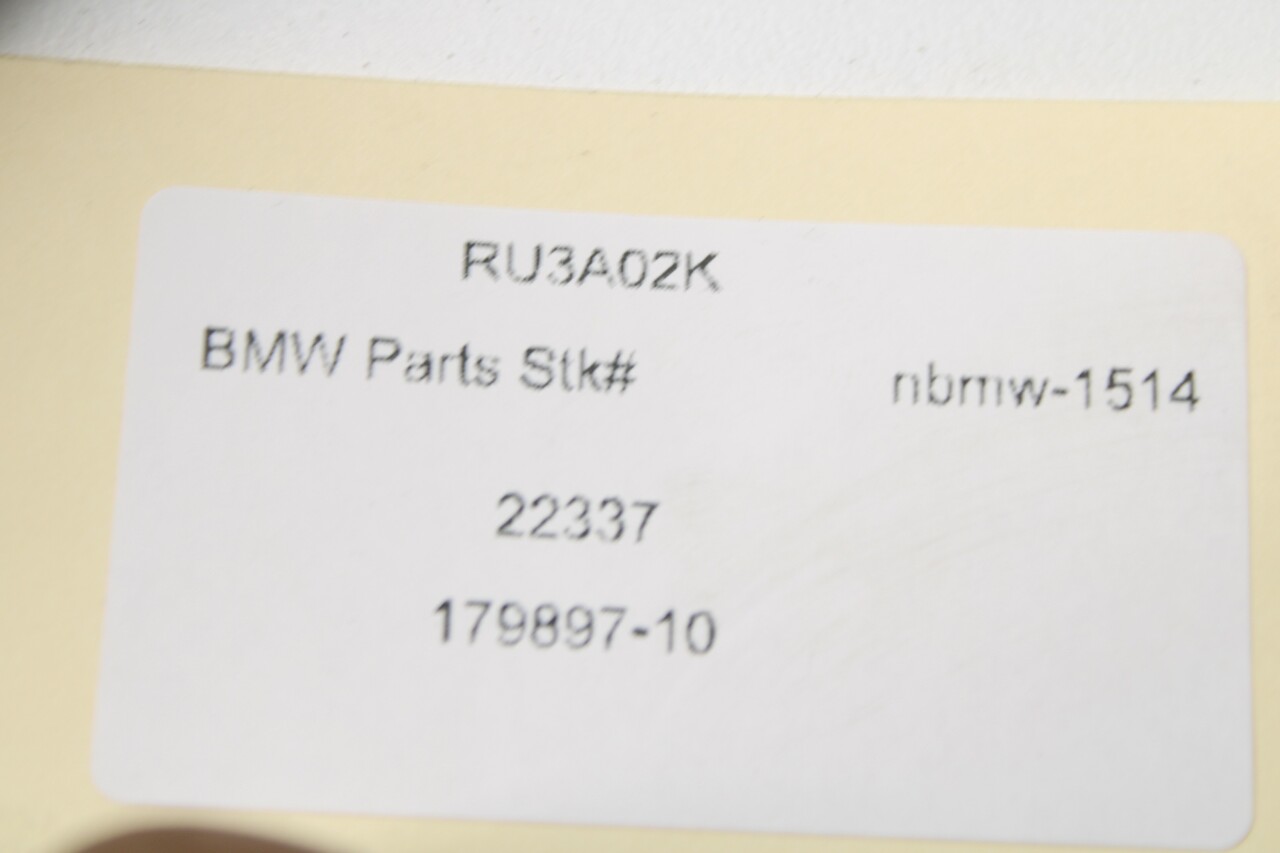 RU3A02K
BMW Parts Stk# nbmw-1514
22337
179897-10